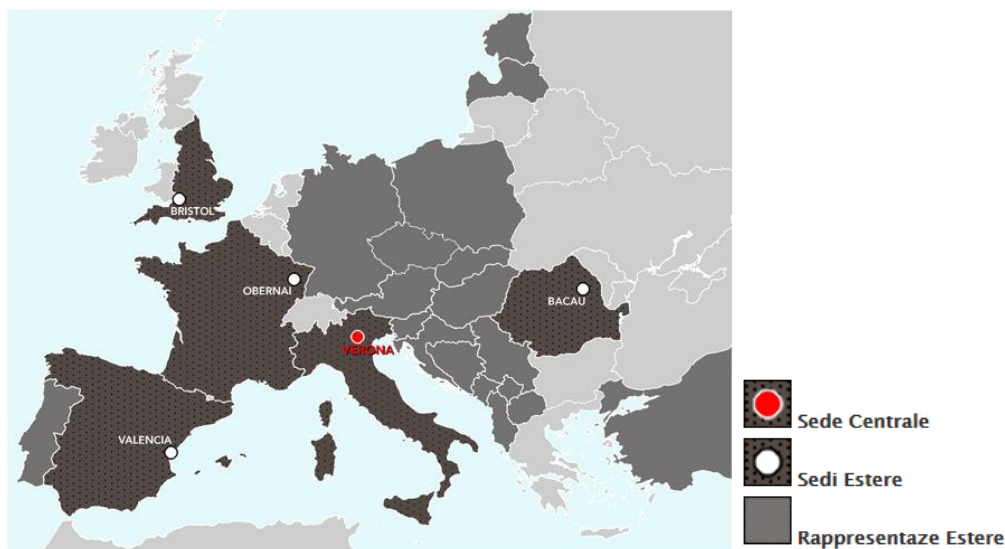 BRISTOL
OBERNAI
BACAU
VERONA
VALENCIA
Sede Centrale
Sedi Estere
Rappresentaze Estere